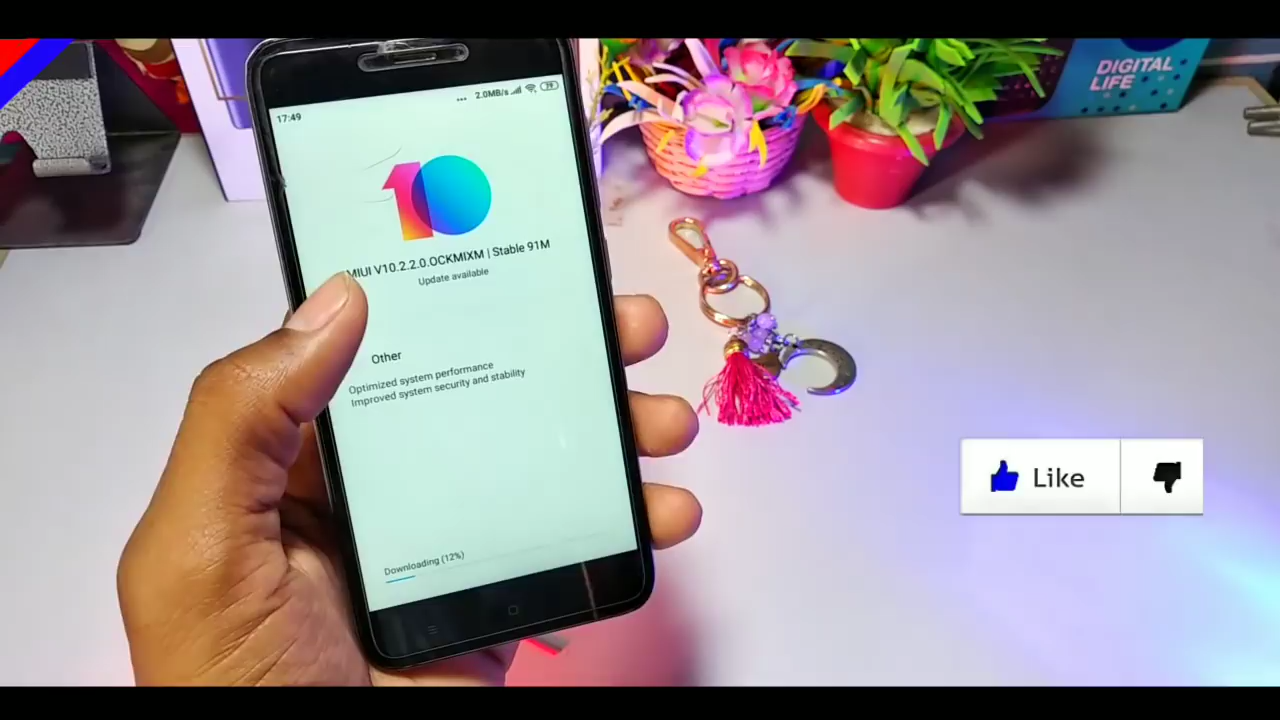 DIGITAL
LIFE
17:49
... 2.0MB/s 79
10
MIUI V10.2.2.0.OCKMIXM | Stable 91M
Update available
Other
Optimized system performance
Improved system security and stability
Downloading (12%)
Like